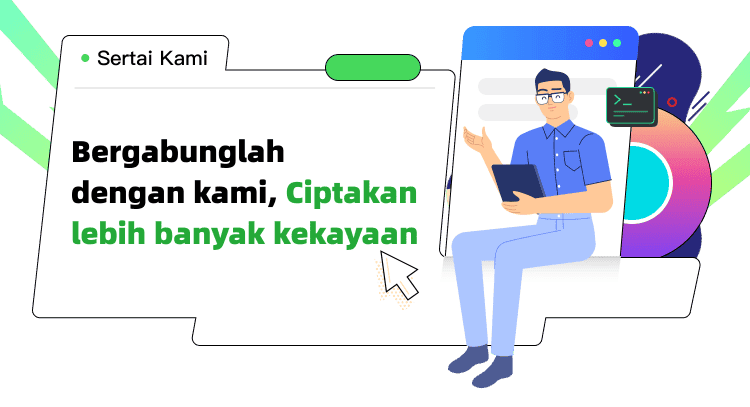 Sertai Kami
Bergabunglah
dengan kami, Ciptakan
lebih banyak kekayaan